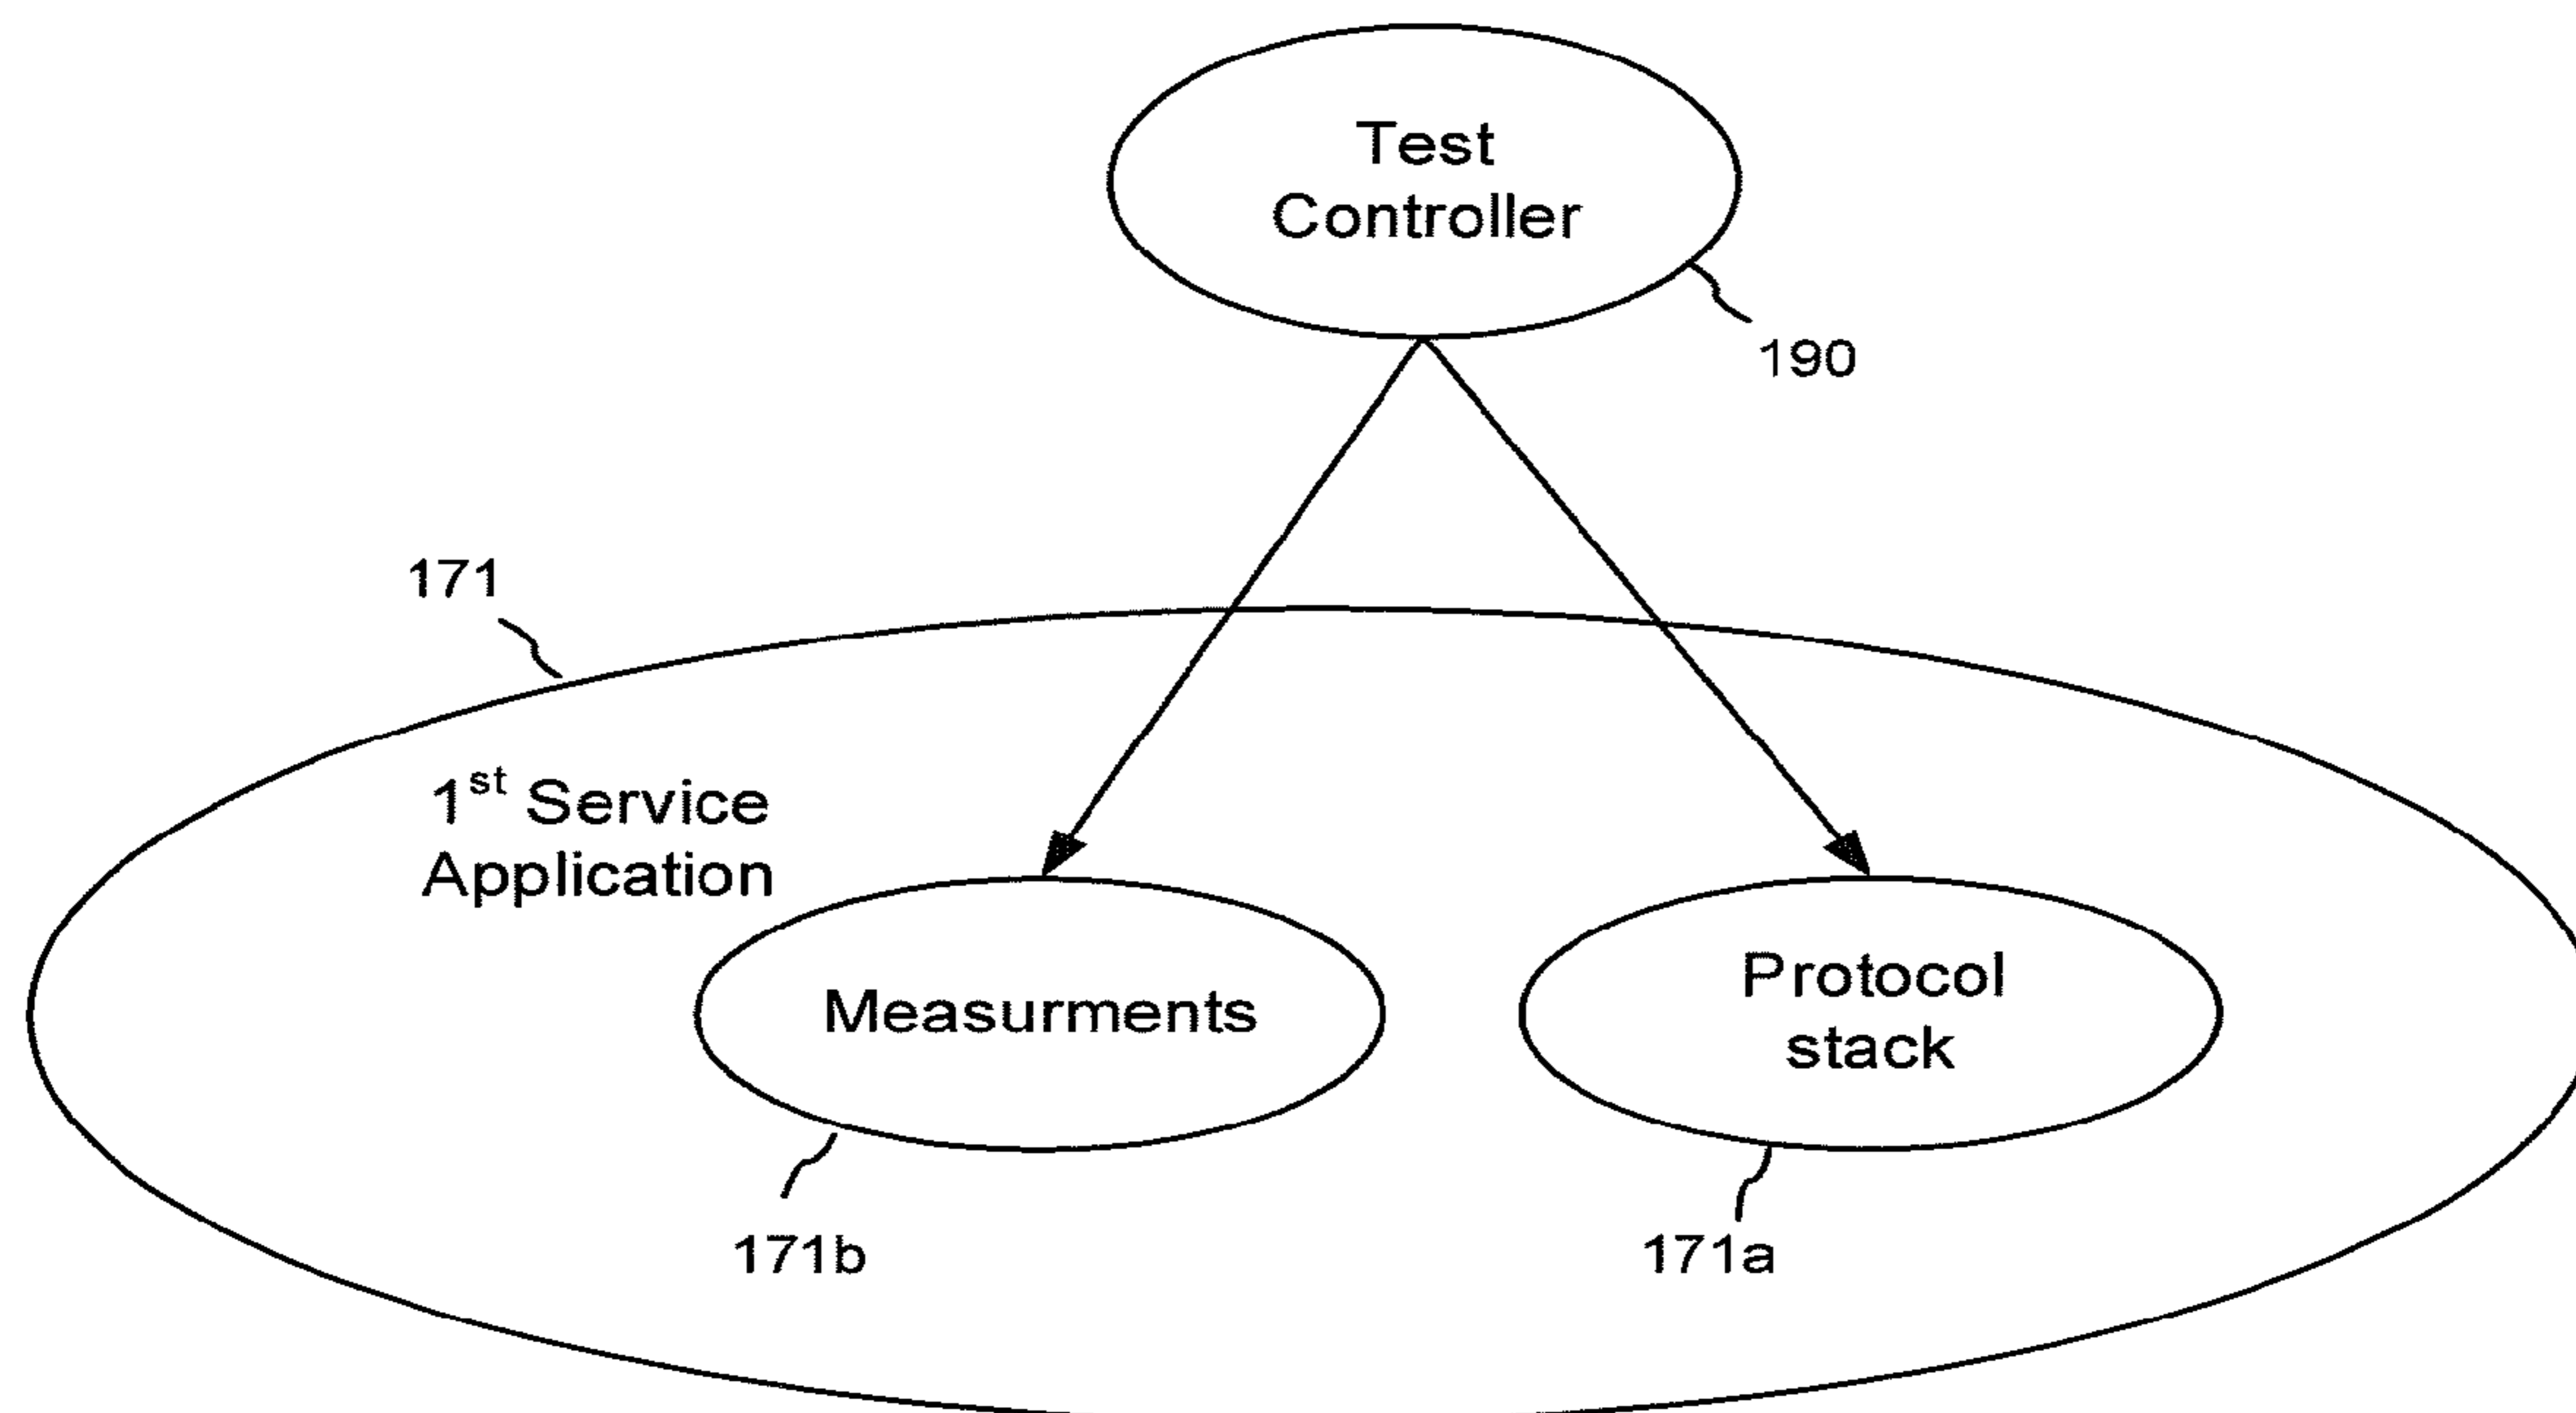 Test
Controller
190
171
1st Service
Application
Measurments
Protocol
stack
171b
171a